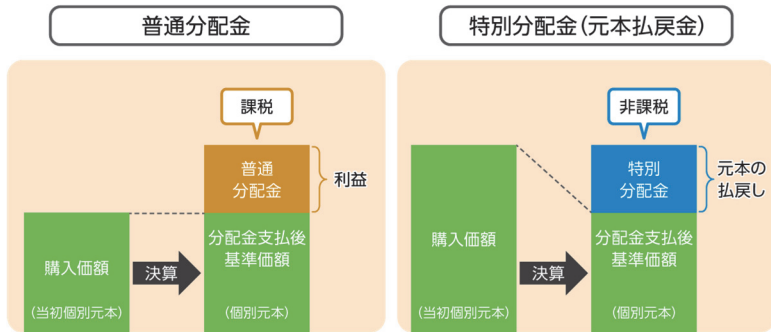 普通分配金
課税
普通
分配金
利益
購入価額
(当初個別元本)
決算
分配金支払後
基準価額
(個別元本)
特別分配金(元本払戻金)
非課税
特別
分配金
元本の
払戻し
購入価額
(当初個別元本)
決算
分配金支払後
基準価額
(個別元本)